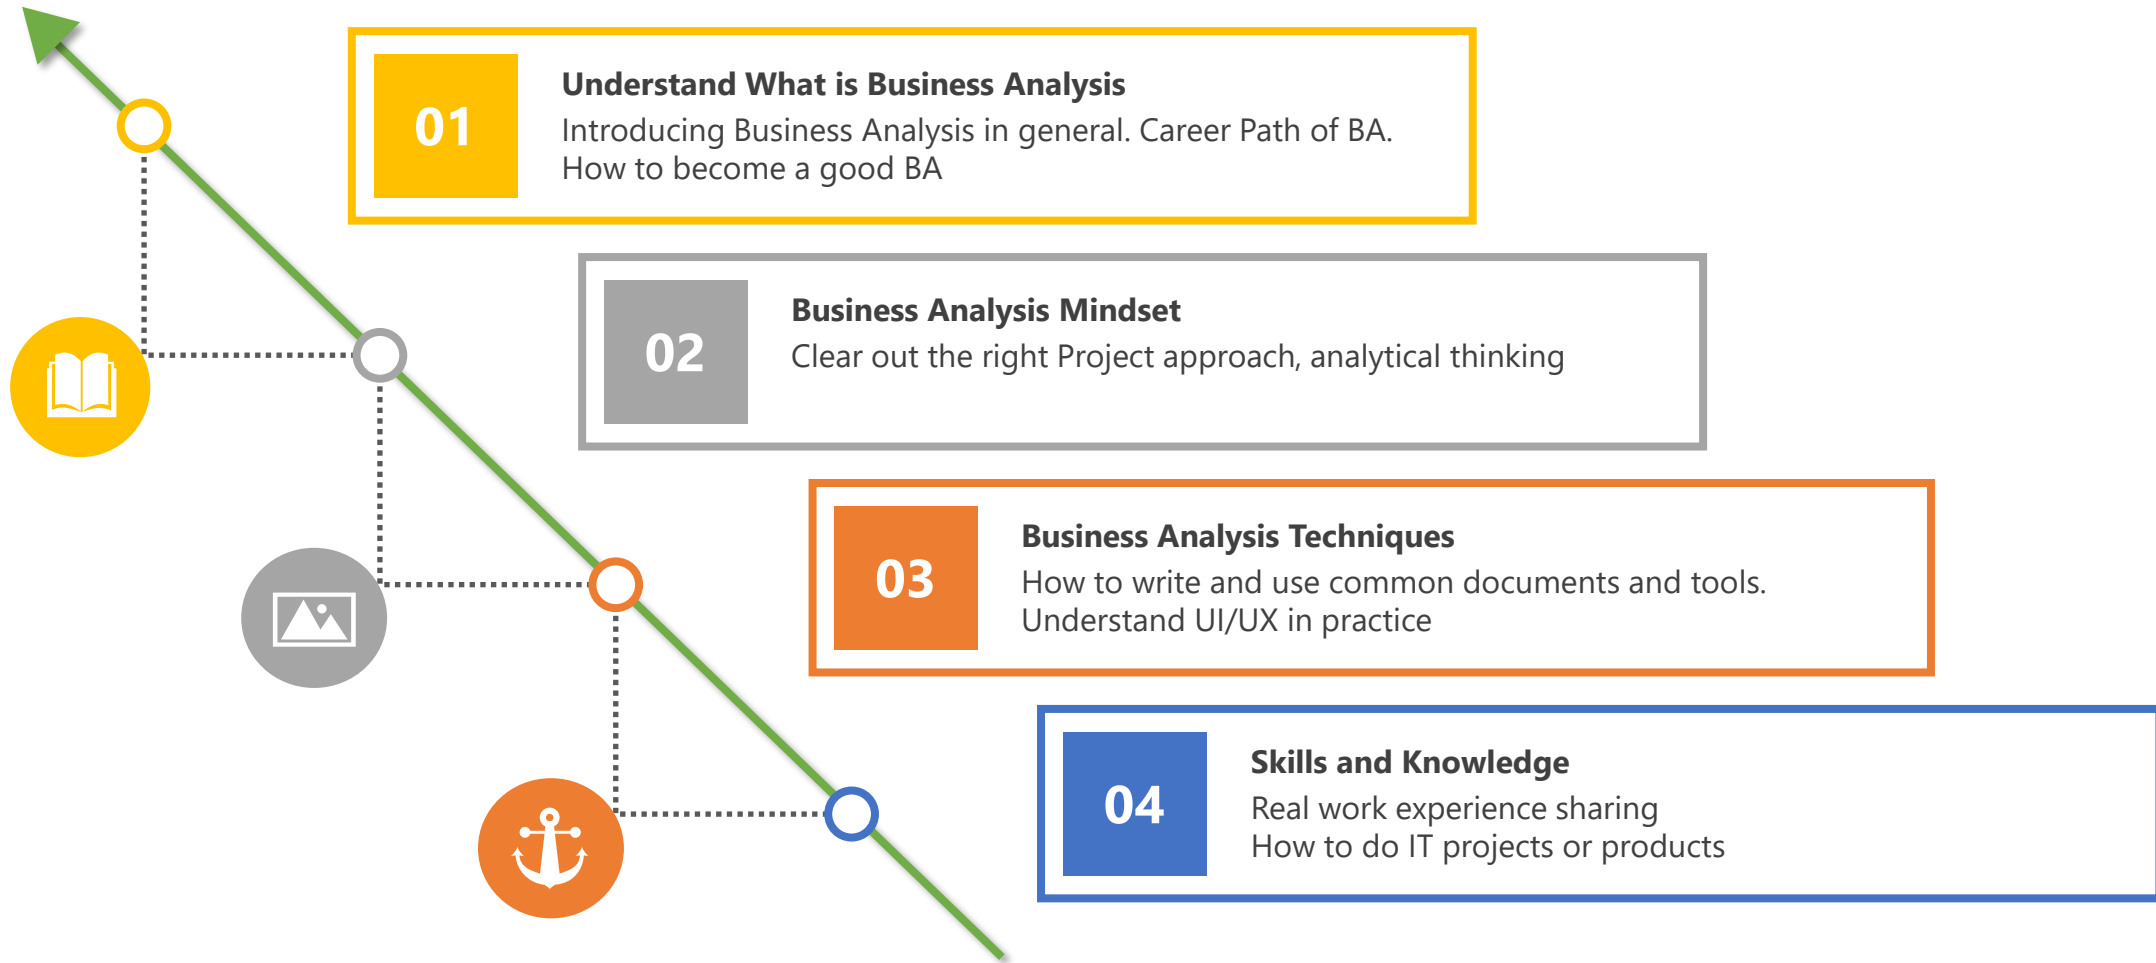 01
Understand What is Business Analysis
Introducing Business Analysis in general. Career Path of BA.
How to become a good BA
02
Business Analysis Mindset
Clear out the right Project approach, analytical thinking
03
Business Analysis Techniques
How to write and use common documents and tools.
Understand UI/UX in practice
04
Skills and Knowledge
Real work experience sharing
How to do IT projects or products